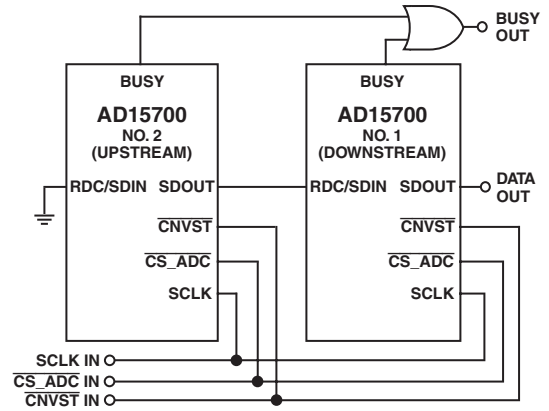 BUSY
OUT
BUSY
AD15700
NO. 2
(UPSTREAM)
RDC/SDIN SDOUT
CNVST
CS_ADC
SCLK
BUSY
AD15700
NO. 1
(DOWNSTREAM)
RDC/SDIN SDOUT
CNVST
CS_ADC
SCLK
DATA
OUT
SCLK IN
CS_ADC IN
CNVST IN